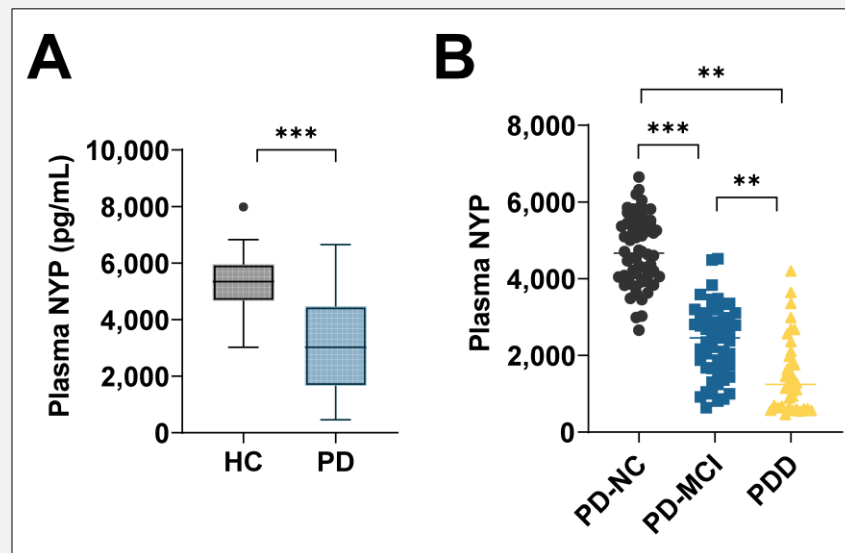 A
Plasma NYP (pg/mL)
10,000
8,000
6,000
4,000
2,000
0
***
HC
PD
B
Plasma NYP
8,000
6,000
4,000
2,000
0
**
***
**
PD-NC
PD-MCI
PDD